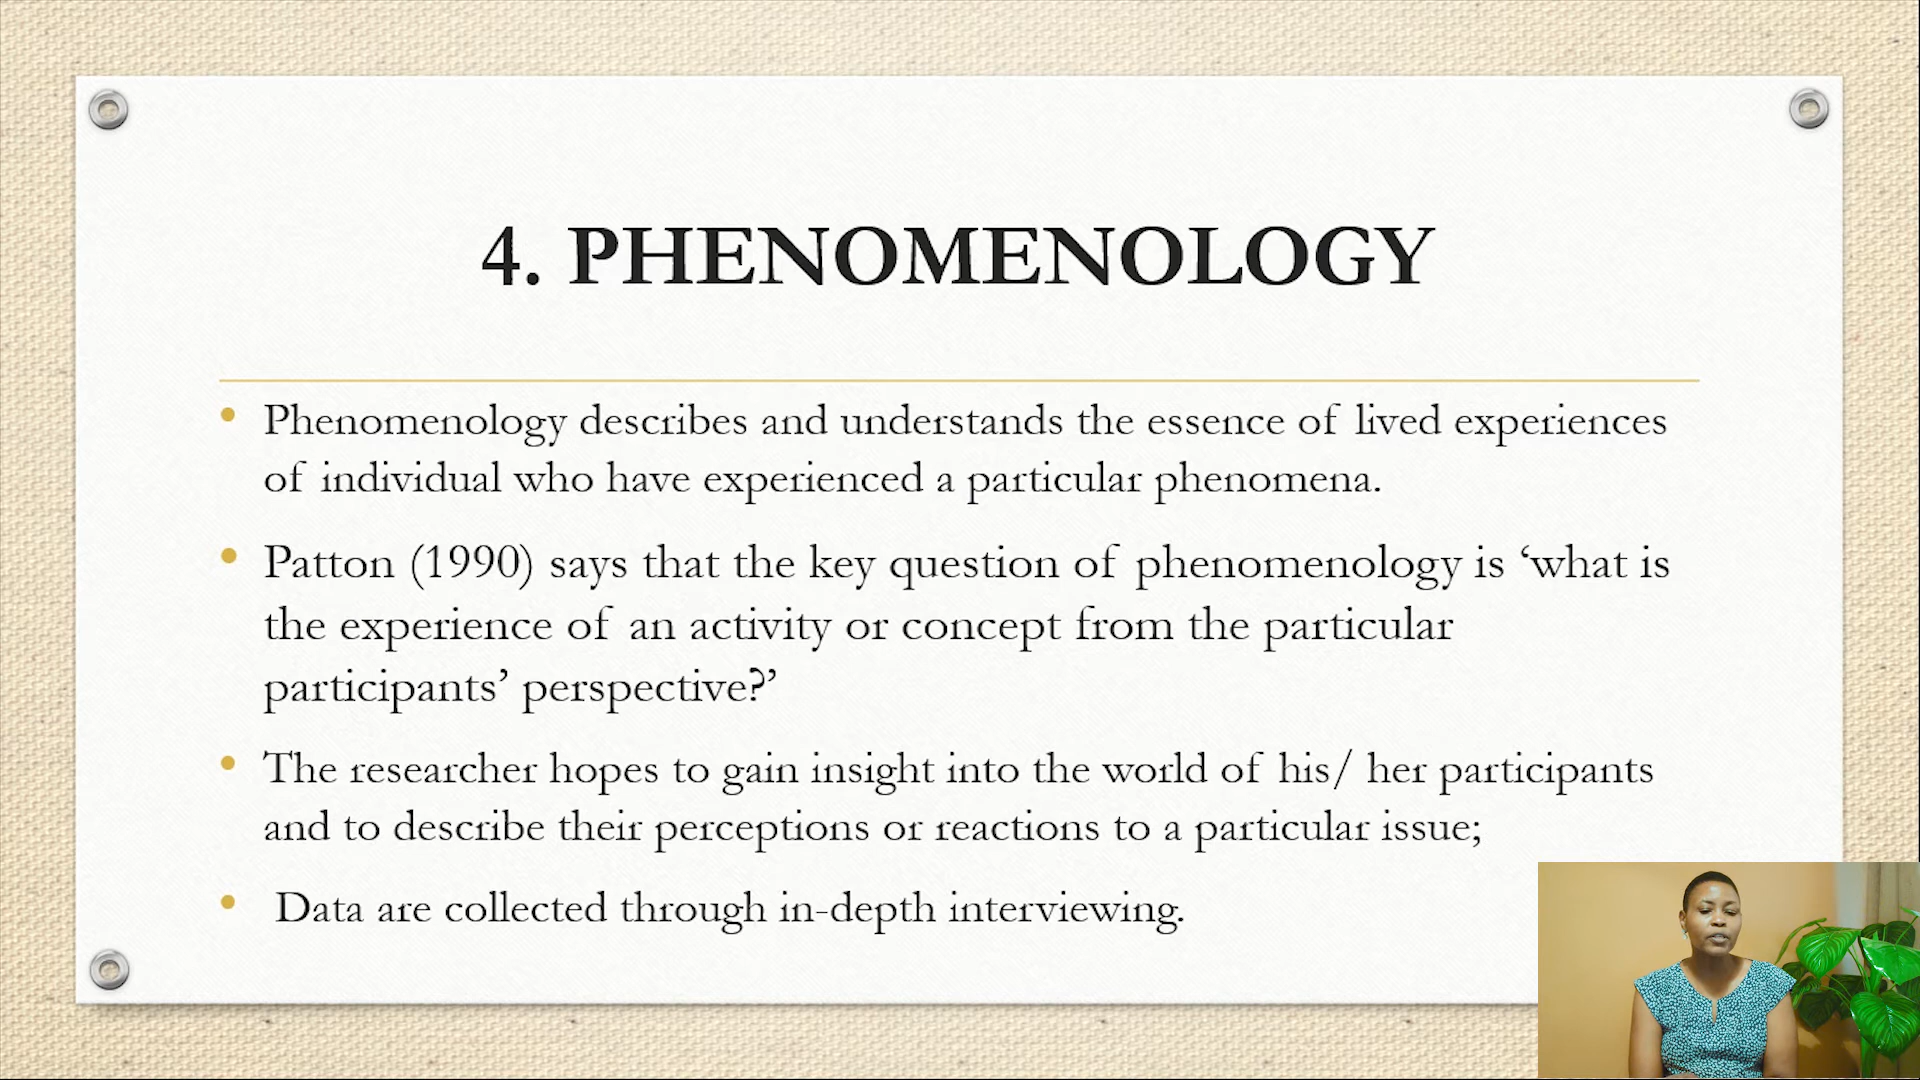 4. PHENOMENOLOGY
• Phenomenology describes and understands the essence of lived experiences
of individual who have experienced a particular phenomena.
• Patton (1990) says that the key question of phenomenology is ‘what is
the experience of an activity or concept from the particular
participants’ perspective?’
• The researcher hopes to gain insight into the world of his/ her participants
and to describe their perceptions or reactions to a particular issue;
• Data are collected through in-depth interviewing.